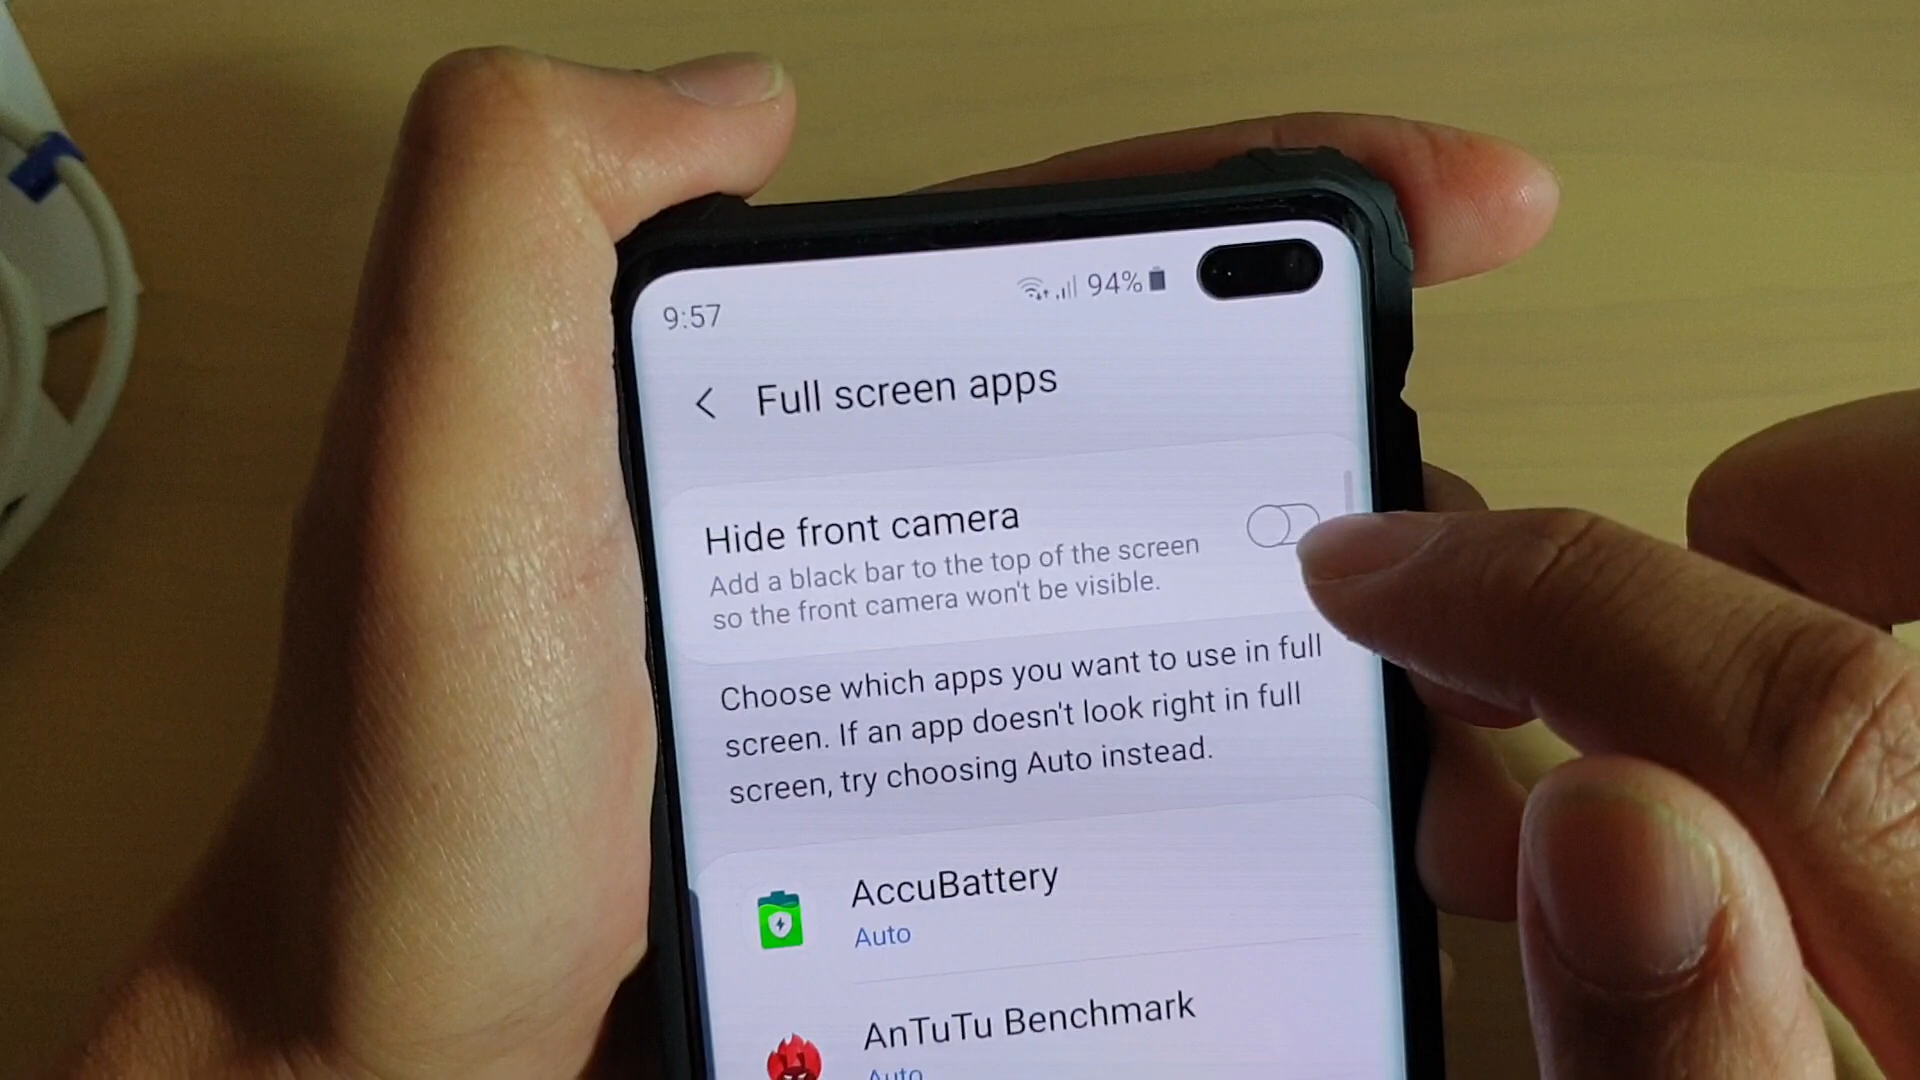 9:57 94%
Full screen apps
Hide front camera
Add a black bar to the top of the screen
so the front camera won't be visible.
Choose which apps you want to use in full
screen. If an app doesn't look right in full
screen, try choosing Auto instead.
AccuBattery
Auto
AnTuTu Benchmark
Auto